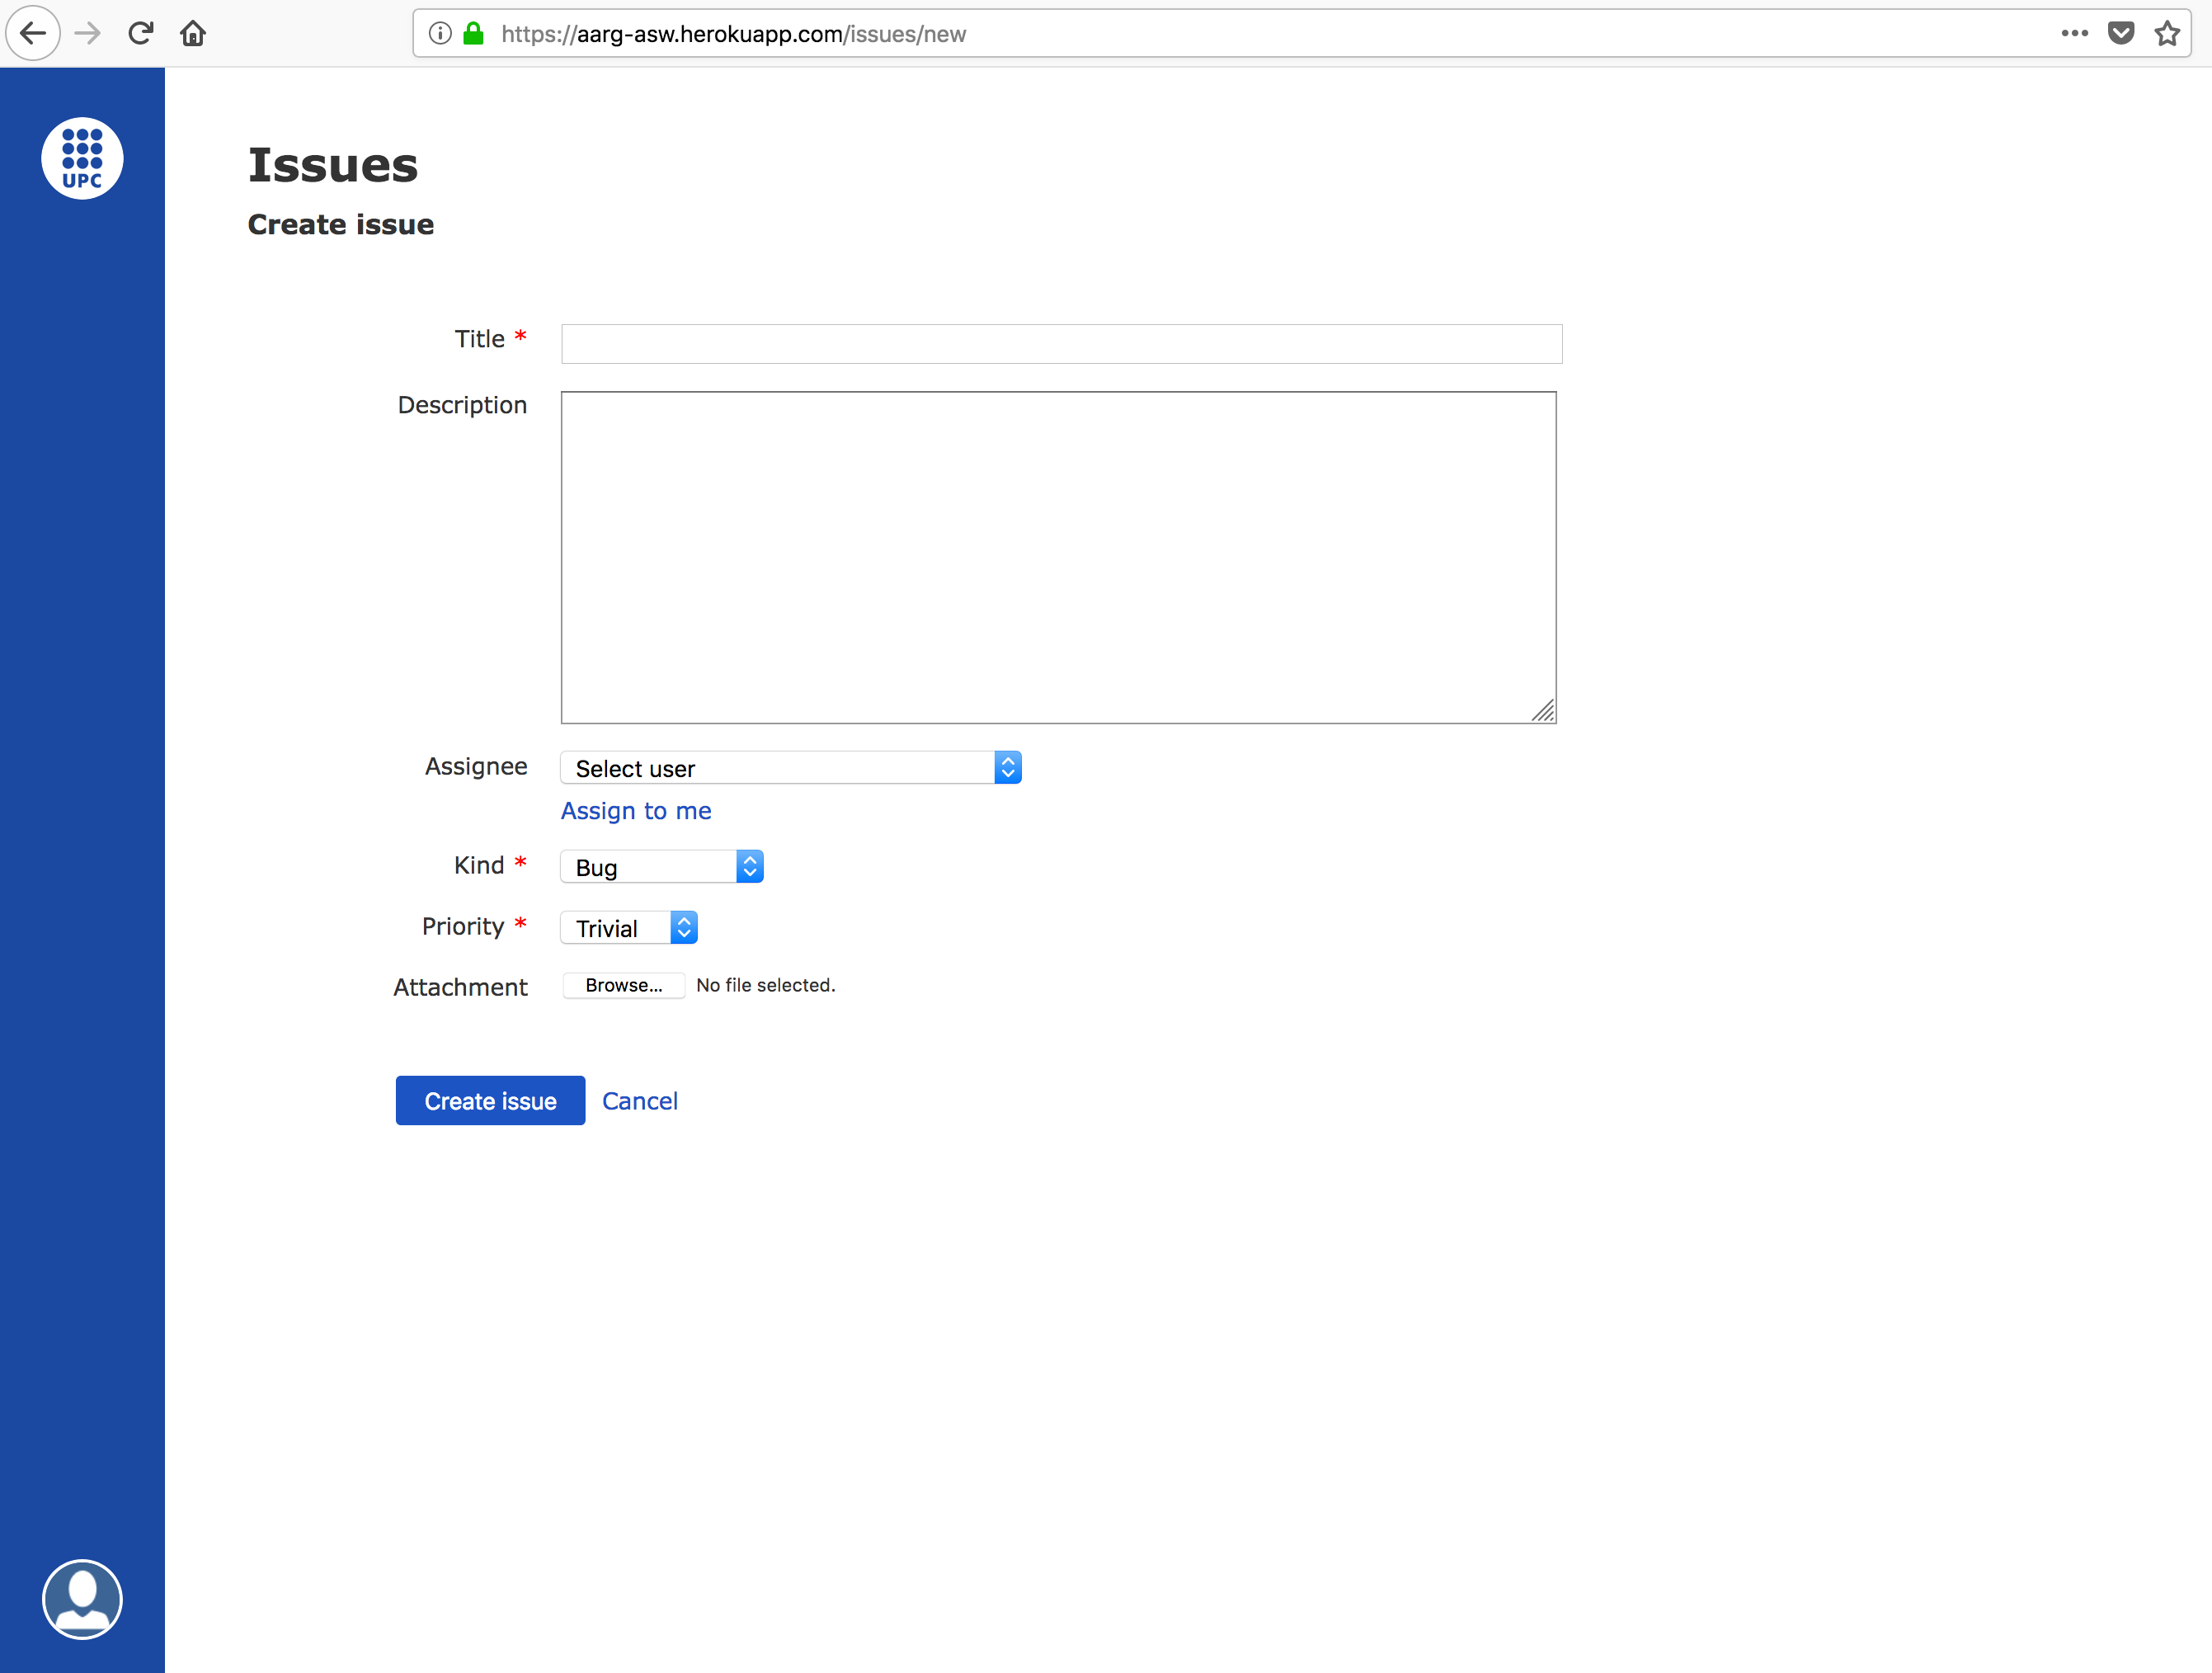 https://aarg-asw.herokuapp.com/issues/new
UPC
Issues
Create issue
Title *
Description
Assignee Select user
Assign to me
Kind * Bug
Priority * Trivial
Attachment Browse... No file selected.
Create issue Cancel